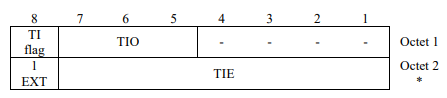 8 7 6 5 4 3 2 1
TI flag TIO - - - - Octet 1
1 EXT TIE Octet 2 *